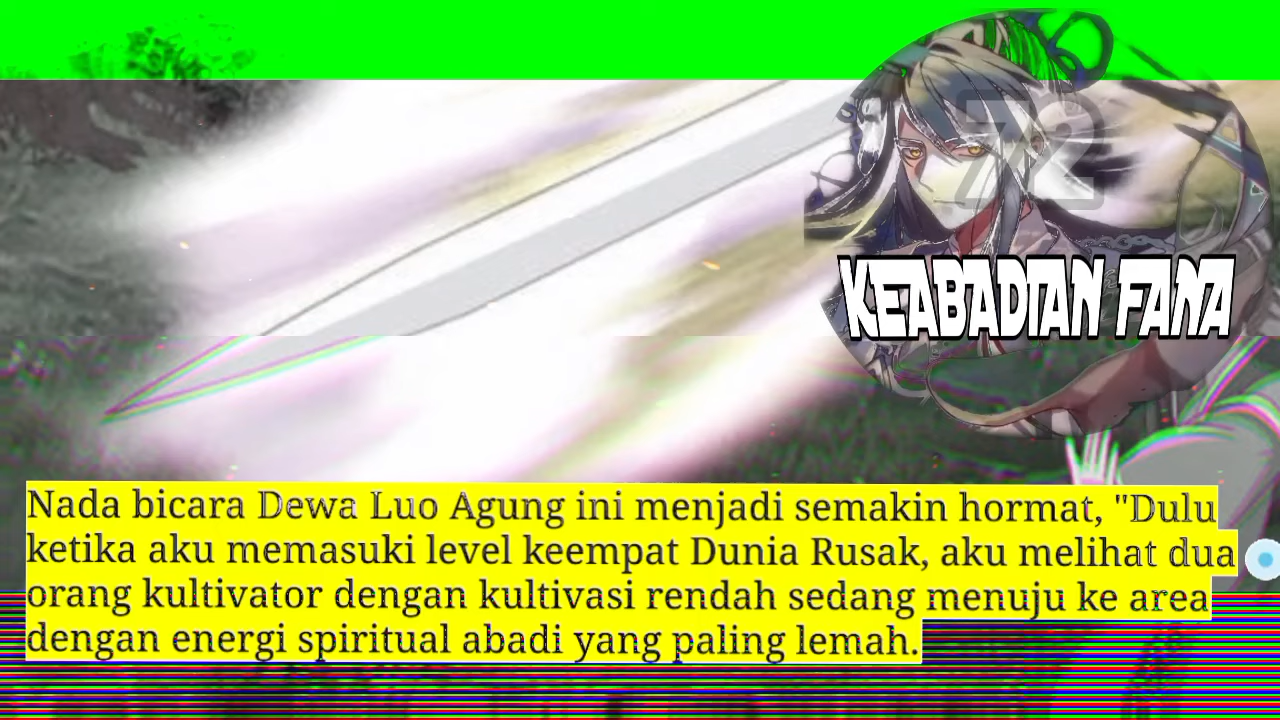 72
KEABADIAN FANA
Nada bicara Dewa Luo Agung ini menjadi semakin hormat, "Dulu
ketika aku memasuki level keempat Dunia Rusak, aku melihat dua
orang kultivator dengan kultivasi rendah sedang menuju ke area
dengan energi spiritual abadi yang paling lemah.